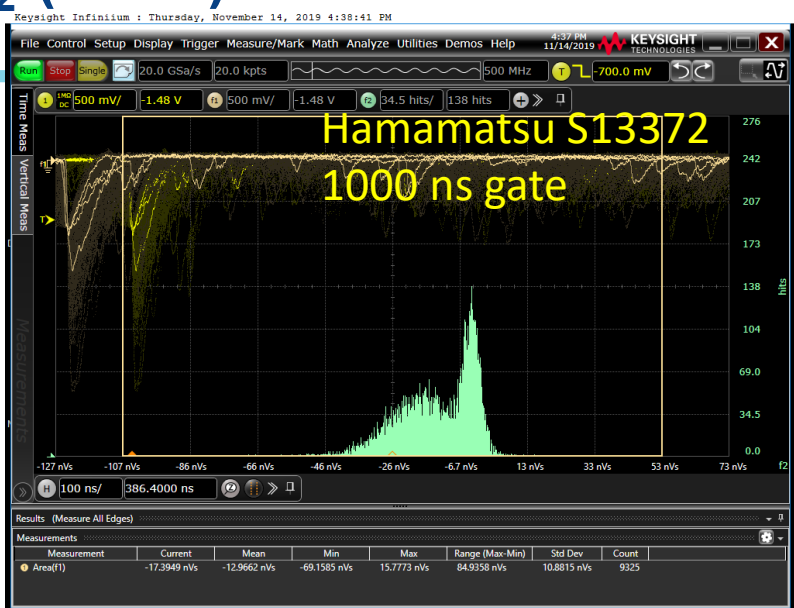 Keysight Infiniium : Thursday, November 14, 2019 4:38:41 PM
File Control Setup Display Trigger Measure/Mark Math Analyze Utilities Demos Help
4:37 PM
11/14/2019
KEYSIGHT
TECHNOLOGIES
Run Stop Single 20.0 GSa/s 20.0 kpts 500 MHz T -700.0 mV
1 1MΩ DC 500 mV/ -1.48 V f1 500 mV/ -1.48 V f2 34.5 hits/ 138 hits
Time Meas
Vertical Meas
Measurements
Hamamatsu S13372
1000 ns gate
f1
T
276
242
207
173
138
104
69.0
34.5
0.0
hits
-127 nVs -107 nVs -86 nVs -66 nVs -46 nVs -26 nVs -6.7 nVs 13 nVs 33 nVs 53 nVs 73 nVs f2
H 100 ns/ 386.4000 ns
Results (Measure All Edges)
Measurements
Measurement Current Mean Min Max Range (Max-Min) Std Dev Count
1 Area(f1) -17.3949 nVs -12.9662 nVs -69.1585 nVs 15.7773 nVs 84.9358 nVs 10.8815 nVs 9325